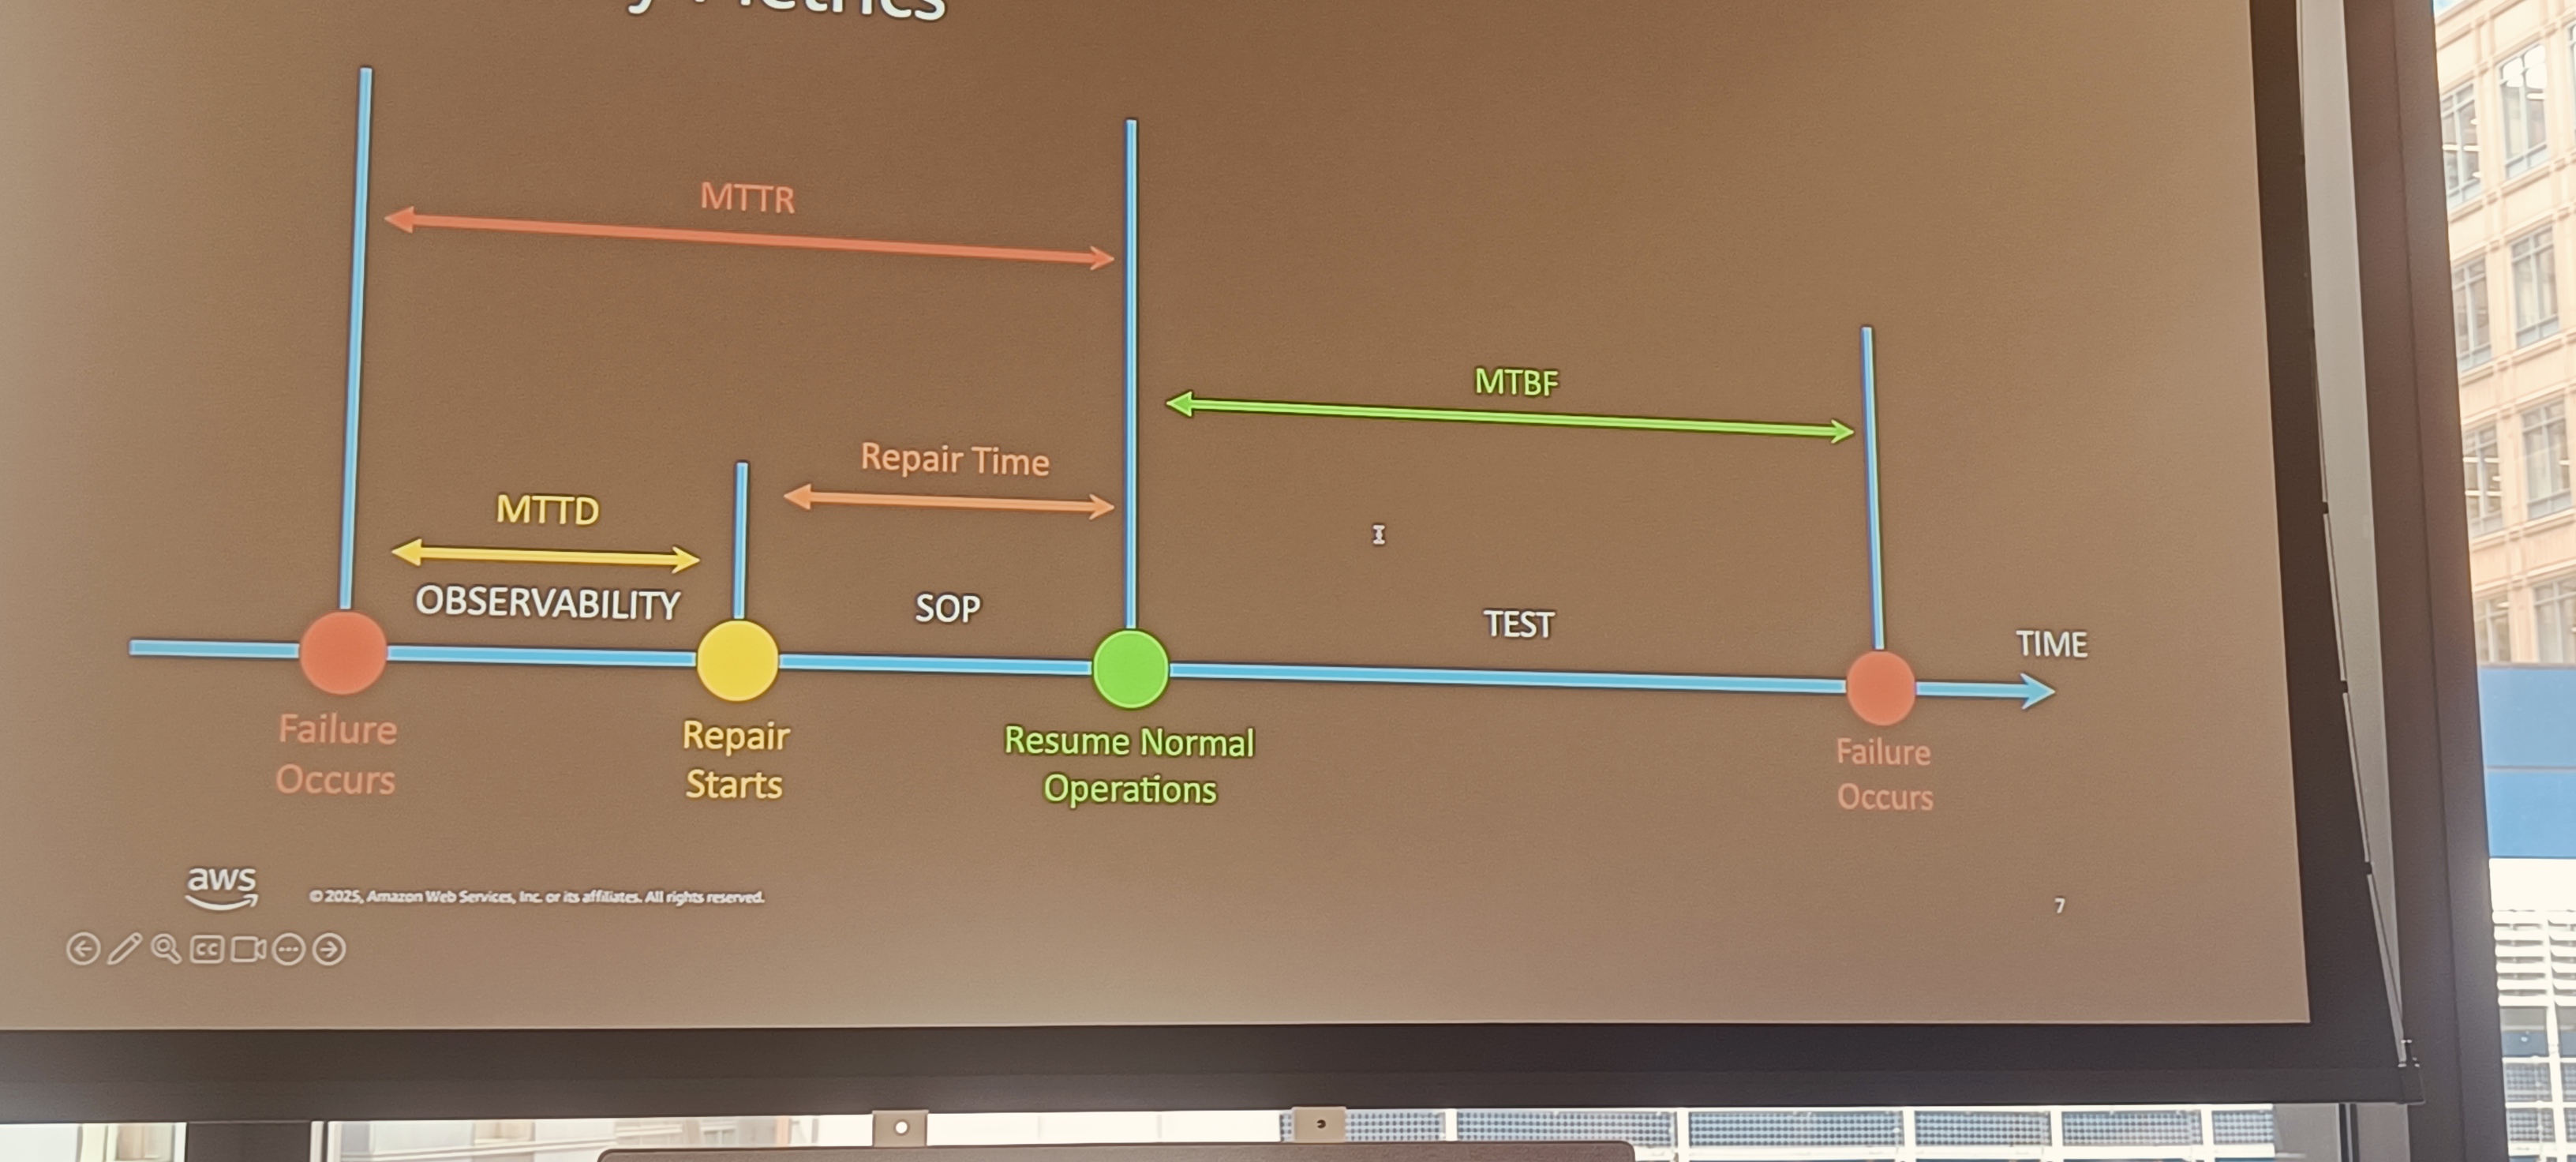 Metrics
MTTR
MTBF
Repair Time
MTTD
OBSERVABILITY
SOP
TEST
TIME
Failure
Occurs
Repair
Starts
Resume Normal
Operations
Failure
Occurs
aws
© 2025, Amazon Web Services, Inc. or its affiliates. All rights reserved.
7
CC